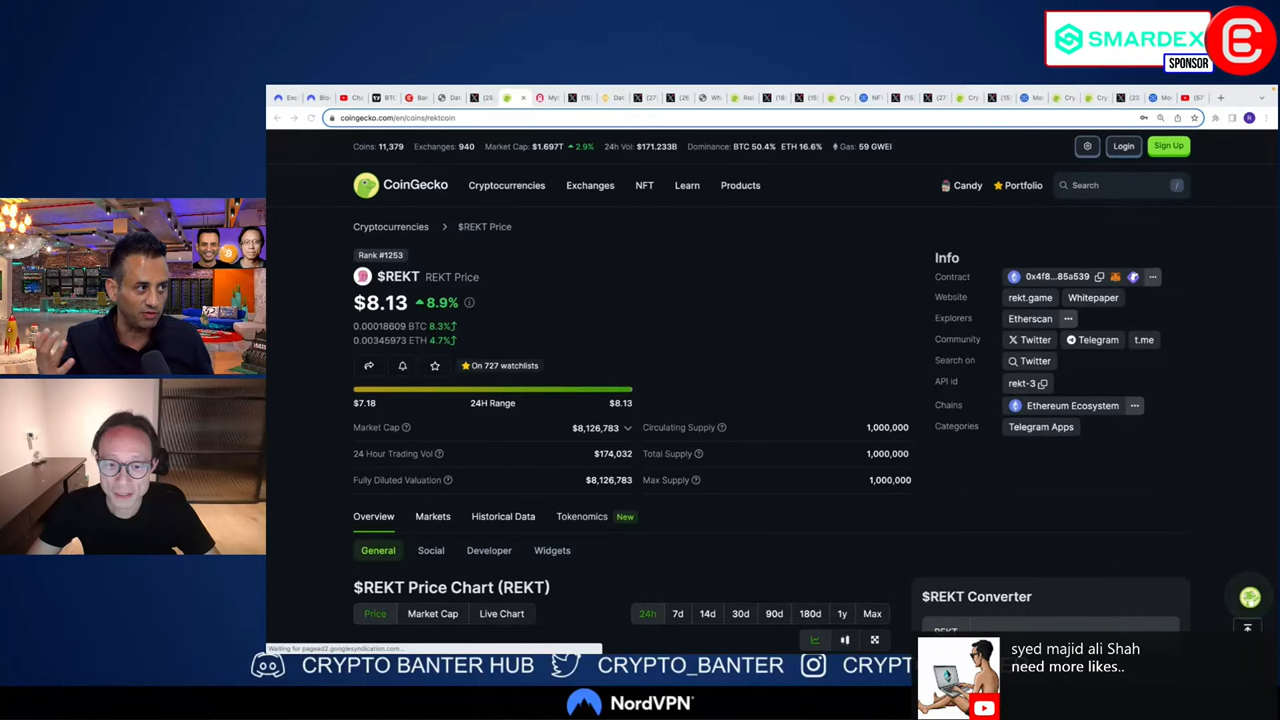 SMARDEX
SPONSOR
coingecko.com/en/coins/rektcoin
Coins: 11,379 Exchanges: 940 Market Cap: $1.697T 2.9% 24h Vol: $171.233B Dominance: BTC 50.4% ETH 16.6% Gas: 59 GWEI
Login
Sign Up
CoinGecko
Cryptocurrencies Exchanges NFT Learn Products
Candy Portfolio
Search /
Cryptocurrencies > $REKT Price
Rank #1253
$REKT REKT Price
$8.13 8.9%
0.00018609 BTC 8.3%
0.00345973 ETH 4.7%
On 727 watchlists
$7.18 24H Range $8.13
Market Cap $8,126,783
24 Hour Trading Vol $174,032
Fully Diluted Valuation $8,126,783
Circulating Supply 1,000,000
Total Supply 1,000,000
Max Supply 1,000,000
Info
Contract 0x4f8...85a539
Website rekt.game Whitepaper
Explorers Etherscan
Community Twitter Telegram t.me
Search on Twitter
API id rekt-3
Chains Ethereum Ecosystem
Categories Telegram Apps
Overview Markets Historical Data Tokenomics New
General Social Developer Widgets
$REKT Price Chart (REKT)
Price Market Cap Live Chart
24h 7d 14d 30d 90d 180d 1y Max
$REKT Converter
REKT
Waiting for pagead2.googlesyndication.com...
CRYPTO BANTER HUB CRYPTO_BANTER CRYPTO
syed majid ali Shah
need more likes..
NordVPN